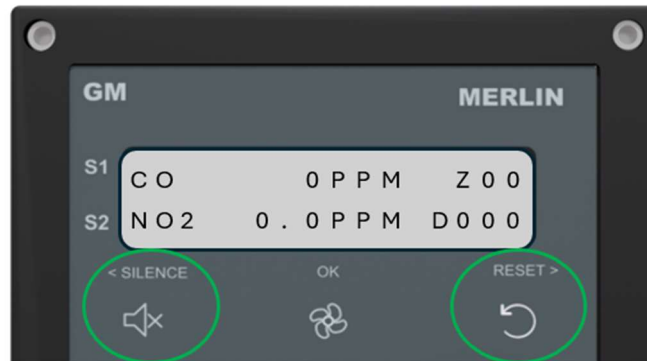 GM MERLIN
S1 CO 0PPM Z00
S2 NO2 0.0PPM D000
< SILENCE OK RESET >